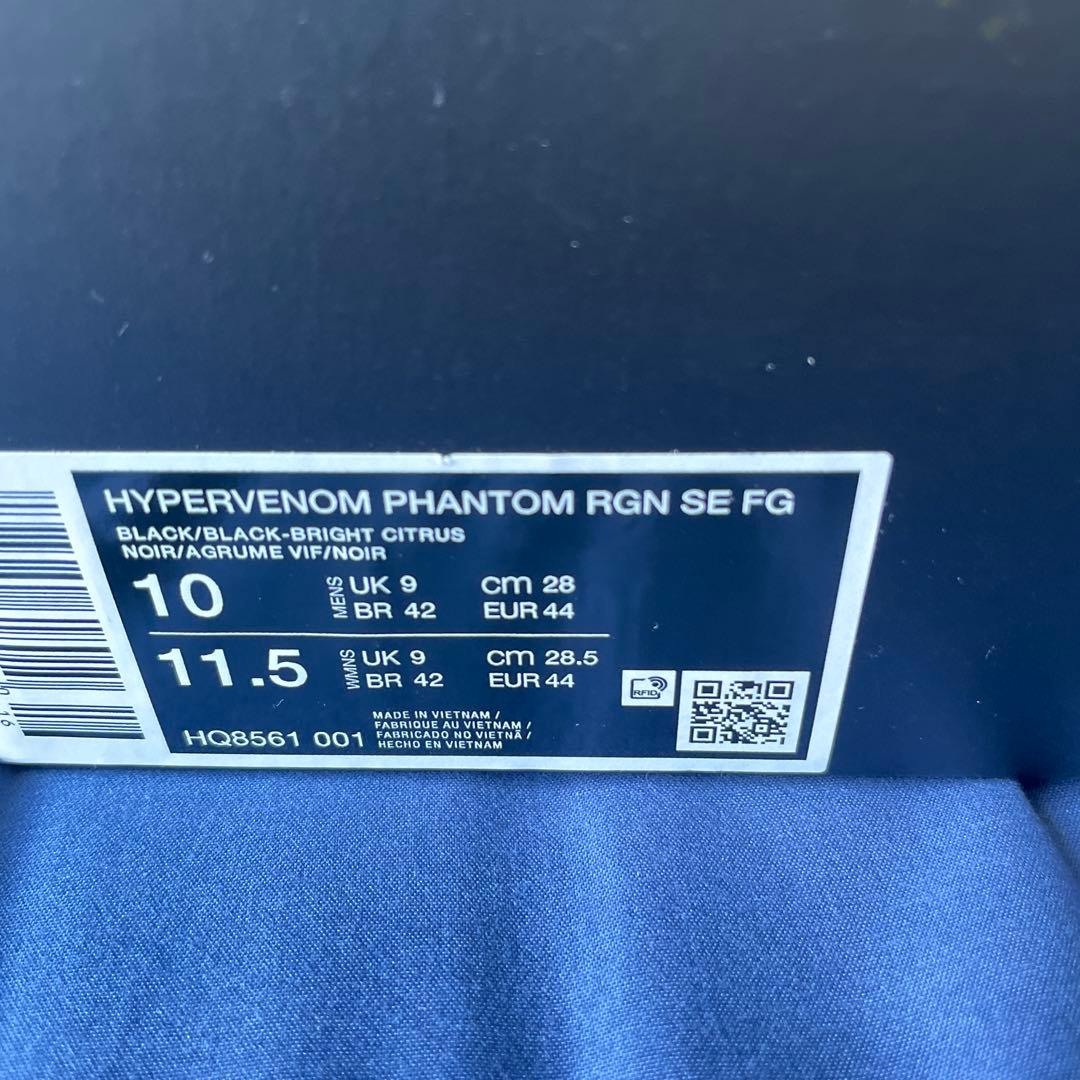 HYPERVENOM PHANTOM RGN SE FG
BLACK/BLACK-BRIGHT CITRUS
NOIR/AGRUME VIF/NOIR
10 MENS UK 9 cm 28
BR 42 EUR 44
11.5 WMNS UK 9 cm 28.5
BR 42 EUR 44
RFID
HQ8561 001
MADE IN VIETNAM /
FABRIQUE AU VIETNAM /
FABRICADO NO VIETNÃ /
HECHO EN VIETNAM